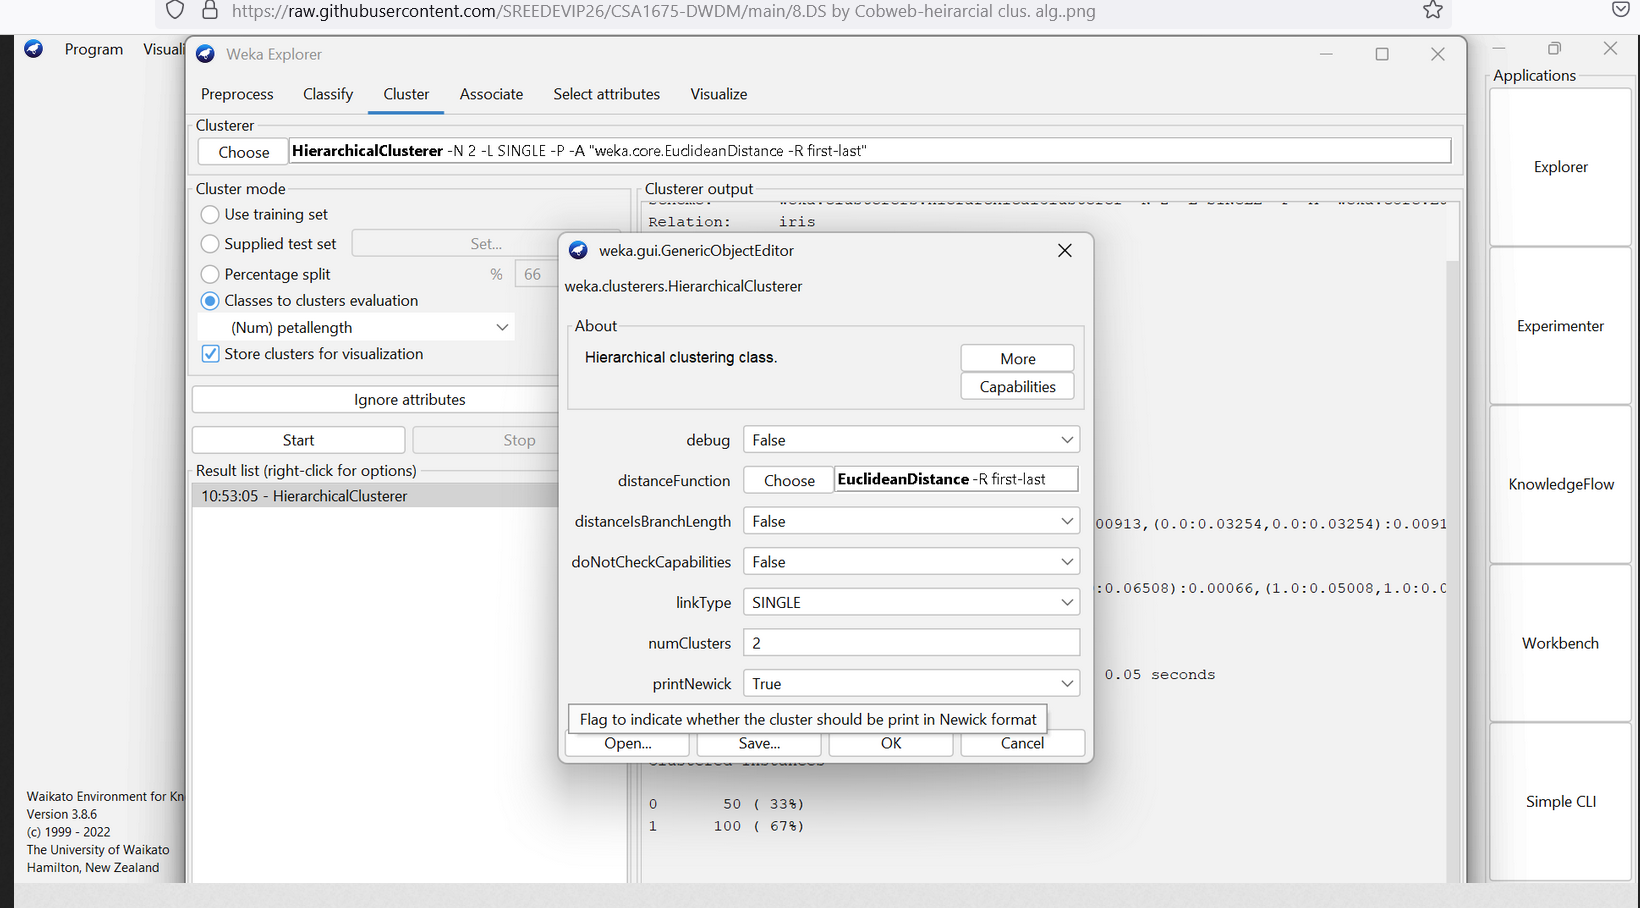 https://raw.githubusercontent.com/SREEDEVIP26/CSA1675-DWDM/main/8.DS by Cobweb-heirarcial clus. alg..png
Program Visuali
Weka Explorer
Preprocess Classify Cluster Associate Select attributes Visualize
Clusterer
Choose HierarchicalClusterer -N 2 -L SINGLE -P -A "weka.core.EuclideanDistance -R first-last"
Cluster mode
Use training set
Supplied test set Set...
Percentage split % 66
Classes to clusters evaluation
(Num) petallength
Store clusters for visualization
Ignore attributes
Start Stop
Result list (right-click for options)
10:53:05 - HierarchicalClusterer
Clusterer output
Relation: iris
weka.gui.GenericObjectEditor
weka.clusterers.HierarchicalClusterer
About
Hierarchical clustering class.
More
Capabilities
debug False
distanceFunction Choose EuclideanDistance -R first-last
distanceIsBranchLength False
doNotCheckCapabilities False
linkType SINGLE
numClusters 2
printNewick True
Flag to indicate whether the cluster should be print in Newick format
Open... Save... OK Cancel
00913,(0.0:0.03254,0.0:0.03254):0.0091
:0.06508):0.00066,(1.0:0.05008,1.0:0.0
0.05 seconds
Clustered Instances
0 50 ( 33%)
1 100 ( 67%)
Applications
Explorer
Experimenter
KnowledgeFlow
Workbench
Simple CLI
Waikato Environment for Kn
Version 3.8.6
(c) 1999 - 2022
The University of Waikato
Hamilton, New Zealand